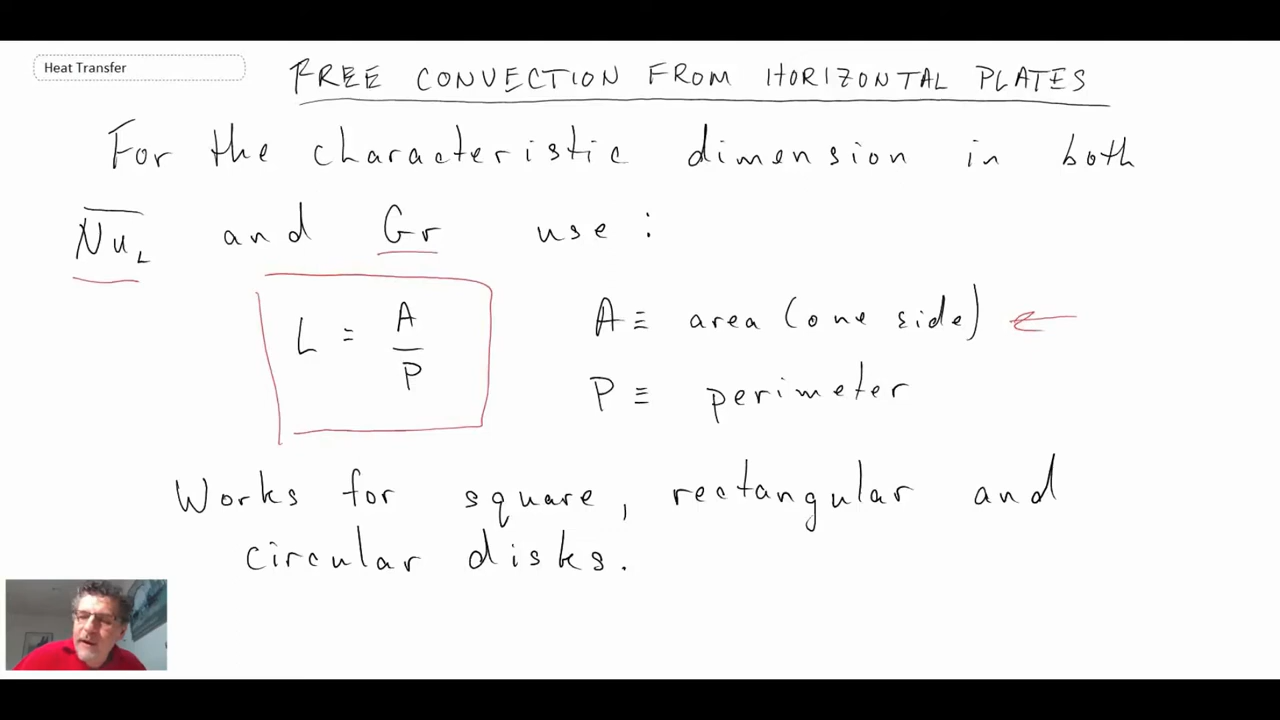 Heat Transfer
FREE CONVECTION FROM HORIZONTAL PLATES
For the characteristic dimension in both
Nu_L and Gr use :
L = A/P
A ≡ area (one side)
P ≡ perimeter
Works for square, rectangular and
circular disks.